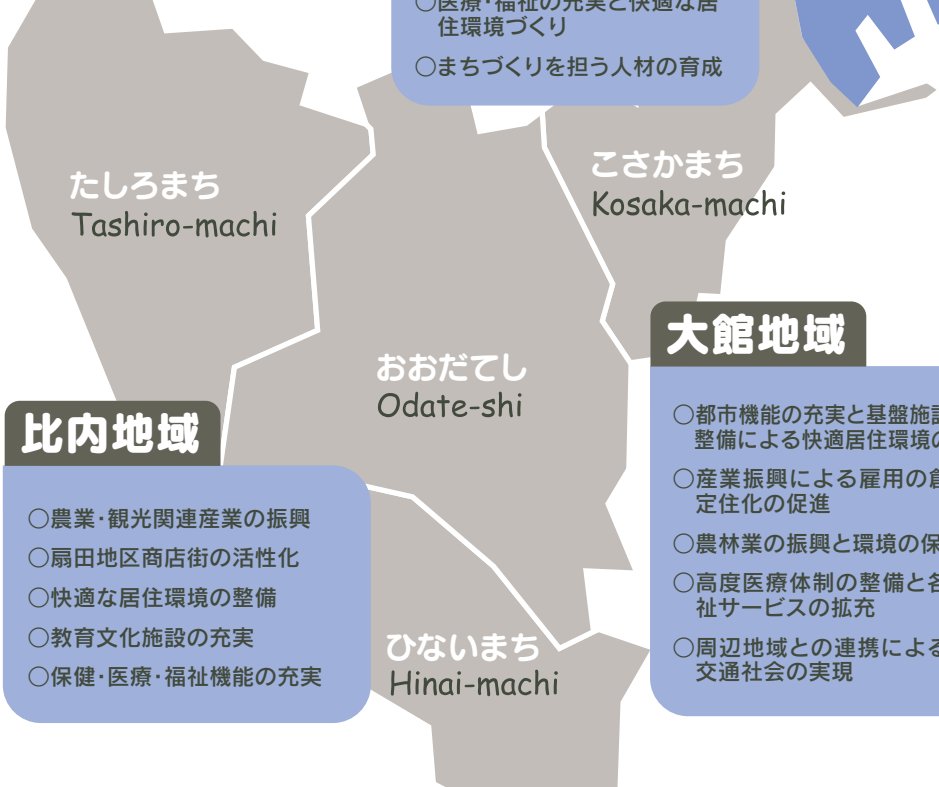 ○医療・福祉の充実と快適な居
住環境づくり
○まちづくりを担う人材の育成
たしろまち
Tashiro-machi
こさかまち
Kosaka-machi
おおだてし
Odate-shi
大館地域
○都市機能の充実と基盤施設
整備による快適居住環境の
○産業振興による雇用の創
定住化の促進
○農林業の振興と環境の保
○高度医療体制の整備と各
祉サービスの拡充
○周辺地域との連携による
交通社会の実現
比内地域
○農業・観光関連産業の振興
○扇田地区商店街の活性化
○快適な居住環境の整備
○教育文化施設の充実
○保健・医療・福祉機能の充実
ひないまち
Hinai-machi